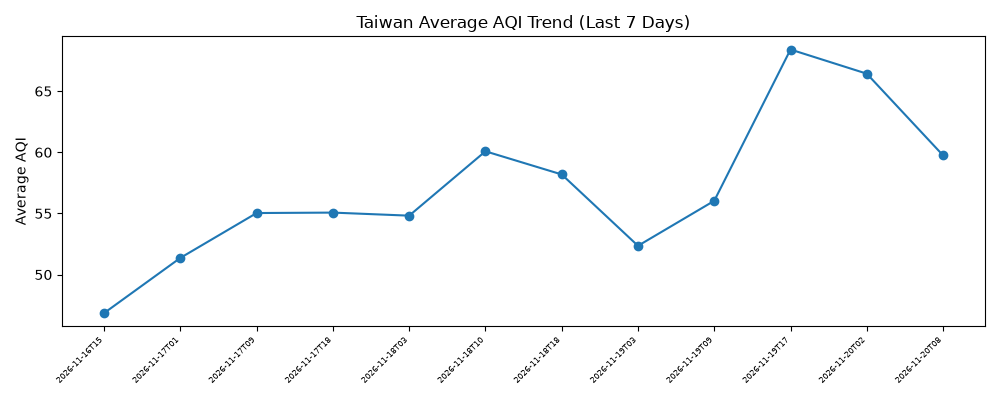 Taiwan Average AQI Trend (Last 7 Days)
Average AQI
65
60
55
50
2026-11-16T15
2026-11-17T01
2026-11-17T09
2026-11-17T18
2026-11-18T03
2026-11-18T10
2026-11-18T18
2026-11-19T03
2026-11-19T09
2026-11-19T17
2026-11-20T02
2026-11-20T08